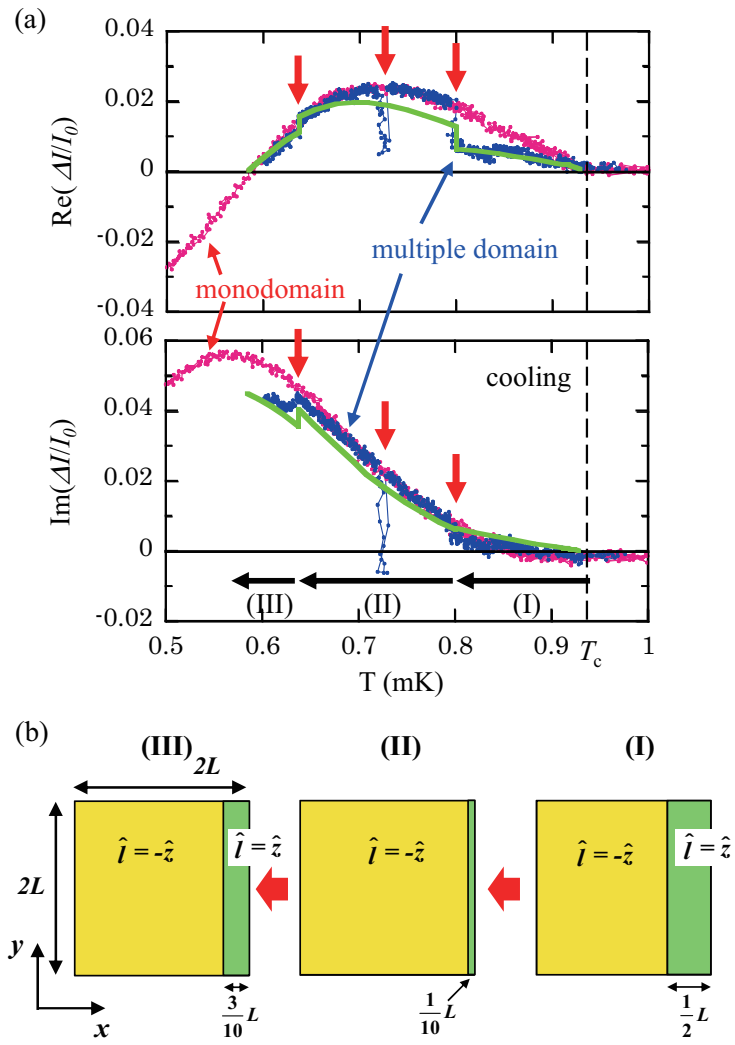 (a)
Re( ΔI/I0)
0.04
0.02
0
-0.02
-0.04
monodomain
multiple domain
Im(ΔI/I0)
0.06
0.04
0.02
0
-0.02
cooling
(III)
(II)
(I)
0.5
0.6
0.7
0.8
0.9
Tc
1
T (mK)
(b)
(III)
(II)
(I)
2L
2L
l̂ = -ẑ
l̂ = ẑ
l̂ = -ẑ
l̂ = -ẑ
l̂ = ẑ
y
x
3/10 L
1/10 L
1/2 L